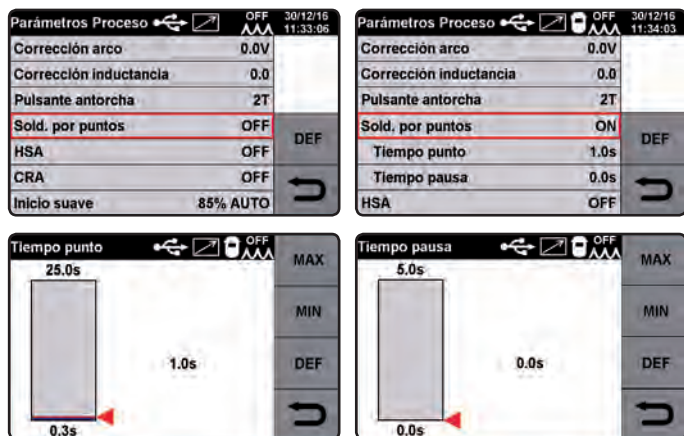 Parámetros Proceso OFF 30/12/16 11:33:06
Corrección arco 0.0V
Corrección inductancia 0.0
Pulsante antorcha 2T
Sold. por puntos OFF
DEF
HSA OFF
CRA OFF
Inicio suave 85% AUTO
Parámetros Proceso OFF 30/12/16 11:34:03
Corrección arco 0.0V
Corrección inductancia 0.0
Pulsante antorcha 2T
Sold. por puntos ON
DEF
Tiempo punto 1.0s
Tiempo pausa 0.0s
HSA OFF
Tiempo punto OFF
MAX
25.0s
MIN
1.0s
DEF
0.3s
Tiempo pausa OFF
MAX
5.0s
MIN
0.0s
DEF
0.0s